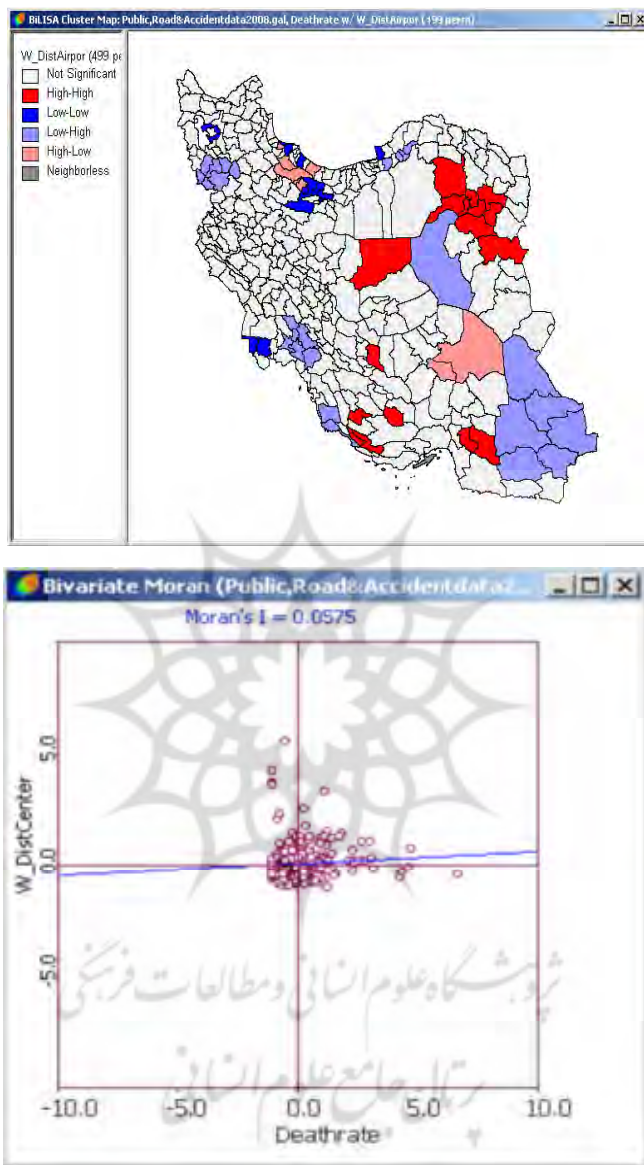 BiLISA Cluster Map: Public,Road&Accidentdata2008.gal, Deathrate w/ W_DistAirpor (499 perm)
W_DistAirpor (499 pe
Not Significant
High-High
Low-Low
Low-High
High-Low
Neighborless
Bivariate Moran (Public,Road&Accidentdata2...
Moran's I = 0.0575
W_DistCenter
5.0
0.0
-5.0
-10.0
-5.0
0.0
5.0
10.0
Deathrate
پژوهشگاه علوم انسانی و مطالعات فرهنگی
پرتال جامع علوم انسانی